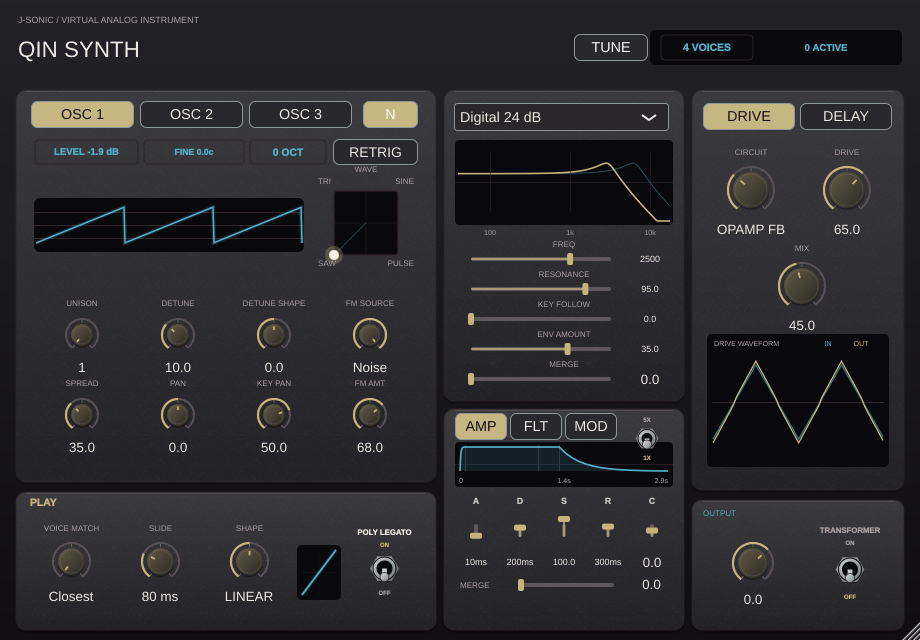 J-SONIC / VIRTUAL ANALOG INSTRUMENT
QIN SYNTH
TUNE
4 VOICES
0 ACTIVE
OSC 1
OSC 2
OSC 3
N
LEVEL -1.9 dB
FINE 0.0c
0 OCT
RETRIG
WAVE
TRI
SINE
SAW
PULSE
UNISON
DETUNE
DETUNE SHAPE
FM SOURCE
1
10.0
0.0
Noise
SPREAD
PAN
KEY PAN
FM AMT
35.0
0.0
50.0
68.0
PLAY
VOICE MATCH
SLIDE
SHAPE
POLY LEGATO
ON
OFF
Closest
80 ms
LINEAR
Digital 24 dB
100
1k
10k
FREQ
2500
RESONANCE
95.0
KEY FOLLOW
0.0
ENV AMOUNT
35.0
MERGE
0.0
AMP
FLT
MOD
5X
1X
0
1.4s
2.9s
A
D
S
R
C
10ms
200ms
100.0
300ms
0.0
MERGE
0.0
DRIVE
DELAY
CIRCUIT
DRIVE
OPAMP FB
65.0
MIX
45.0
DRIVE WAVEFORM
IN
OUT
OUTPUT
TRANSFORMER
ON
OFF
0.0